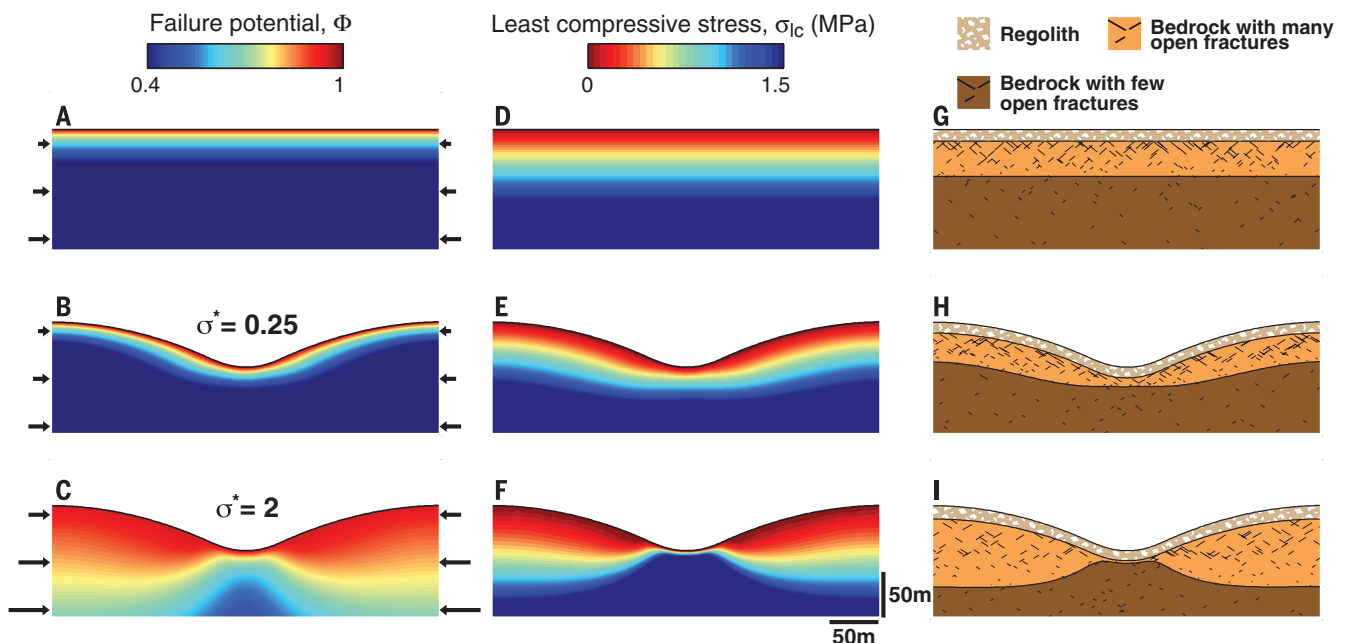 Failure potential, Φ
0.4 1
Least compressive stress, σlc (MPa)
0 1.5
Regolith
Bedrock with many
open fractures
Bedrock with few
open fractures
A
D
G
B
σ* = 0.25
E
H
C
σ* = 2
F
I
50m
50m